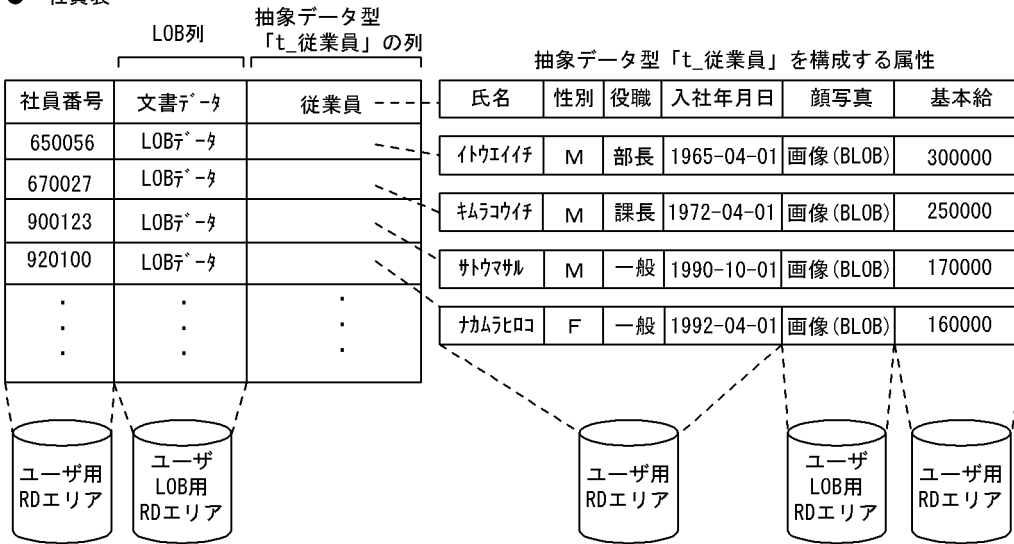 ● 社員表
LOB列
抽象データ型
「t_従業員」の列
抽象データ型「t_従業員」を構成する属性
社員番号 文書ﾃﾞｰﾀ 従業員
氏名 性別 役職 入社年月日 顔写真 基本給
650056 LOBﾃﾞｰﾀ
ｲﾄｳｴｲｲﾁ M 部長 1965-04-01 画像(BLOB) 300000
670027 LOBﾃﾞｰﾀ
ｷﾑﾗｺｳｲﾁ M 課長 1972-04-01 画像(BLOB) 250000
900123 LOBﾃﾞｰﾀ
ｻﾄｳﾏｻﾙ M 一般 1990-10-01 画像(BLOB) 170000
920100 LOBﾃﾞｰﾀ
ﾅｶﾑﾗﾋﾛｺ F 一般 1992-04-01 画像(BLOB) 160000
ユーザ用
RDエリア
ユーザ
LOB用
RDエリア
ユーザ用
RDエリア
ユーザ
LOB用
RDエリア
ユーザ用
RDエリア